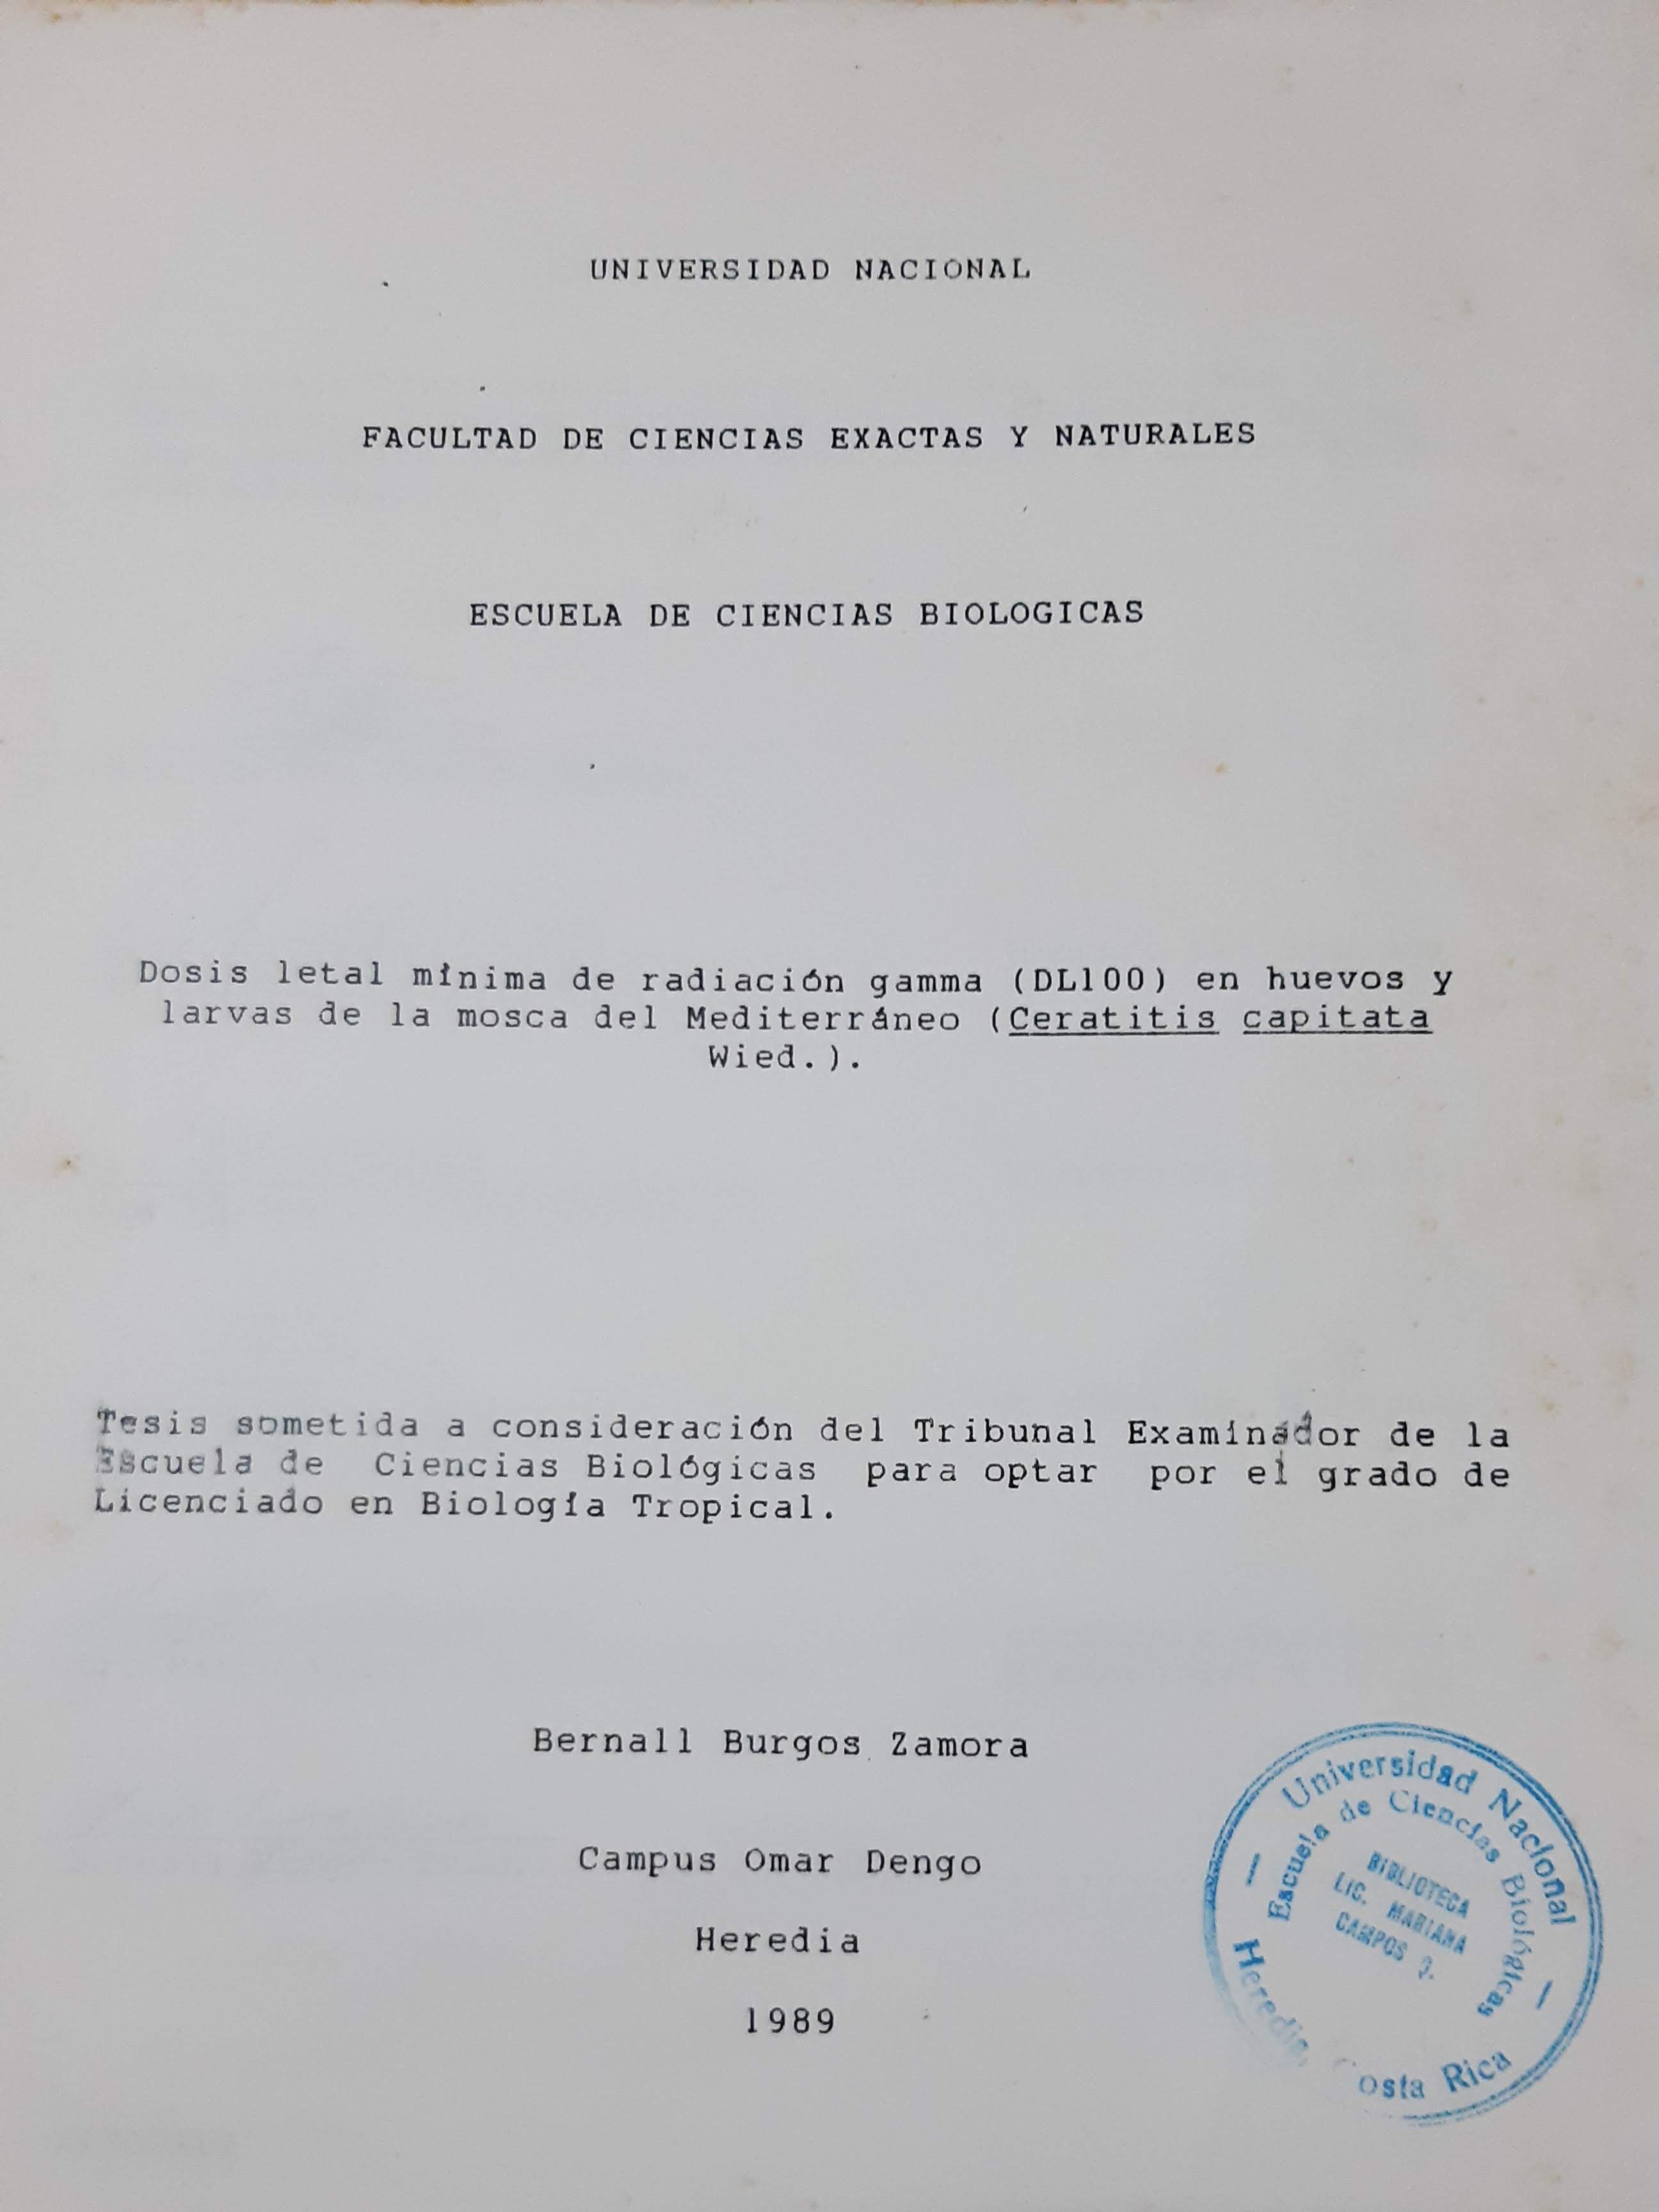 UNIVERSIDAD NACIONAL
FACULTAD DE CIENCIAS EXACTAS Y NATURALES
ESCUELA DE CIENCIAS BIOLOGICAS
Dosis letal mínima de radiación gamma (DL100) en huevos y
larvas de la mosca del Mediterráneo (Ceratitis capitata
Wied.).
Tesis sometida a consideración del Tribunal Examinador de la
Escuela de Ciencias Biológicas para optar por el grado de
Licenciado en Biología Tropical.
Bernall Burgos Zamora
Campus Omar Dengo
Heredia
1989
— Universidad Nacional —
Escuela de Ciencias Biológicas
BIBLIOTECA
LIC. MARIANA
CAMPOS
Heredia, Costa Rica